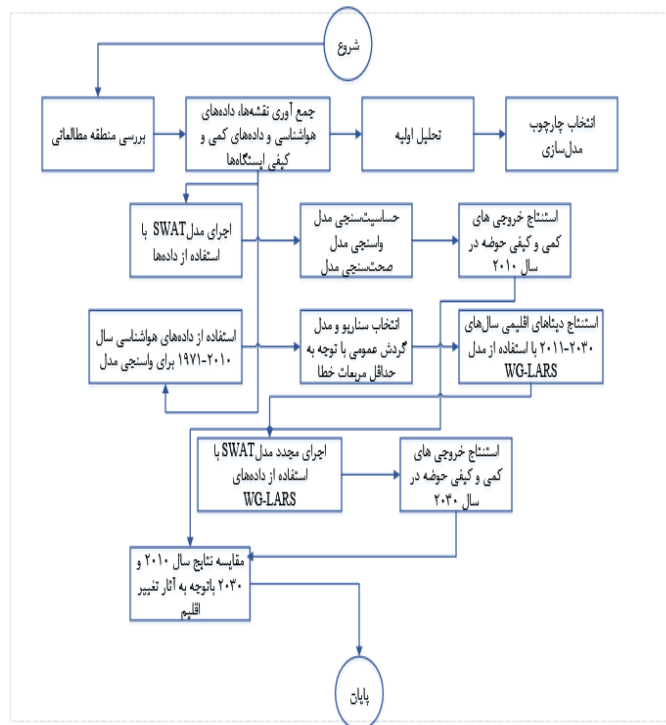 شروع
بررسی منطقه مطالعاتی
جمع آوری نقشه‌ها، داده‌های
هواشناسی و داده‌های کمی و
کیفی ایستگاه‌ها
تحلیل اولیه
انتخاب چارچوب
مدل‌سازی
اجرای مدل SWAT با
استفاده از داده‌ها
حساسیت‌سنجی مدل
واسنجی مدل
صحت‌سنجی مدل
استنتاج خروجی های
کمی و کیفی حوضه در
سال ۲۰۱۰
استفاده از داده‌های هواشناسی سال
۱۹۷۱-۲۰۱۰ برای واسنجی مدل
انتخاب سناریو و مدل
گردش عمومی با توجه به
حداقل مربعات خطا
استنتاج دیتاهای اقلیمی سال‌های
۲۰۱۱-۲۰۳۰ با استفاده از مدل
WG-LARS
اجرای مجدد مدل SWAT با
استفاده از داده‌های
WG-LARS
استنتاج خروجی های
کمی و کیفی حوضه در
سال ۲۰۳۰
مقایسه نتایج سال ۲۰۱۰ و
۲۰۳۰ باتوجه به آثار تغییر
اقلیم
پایان